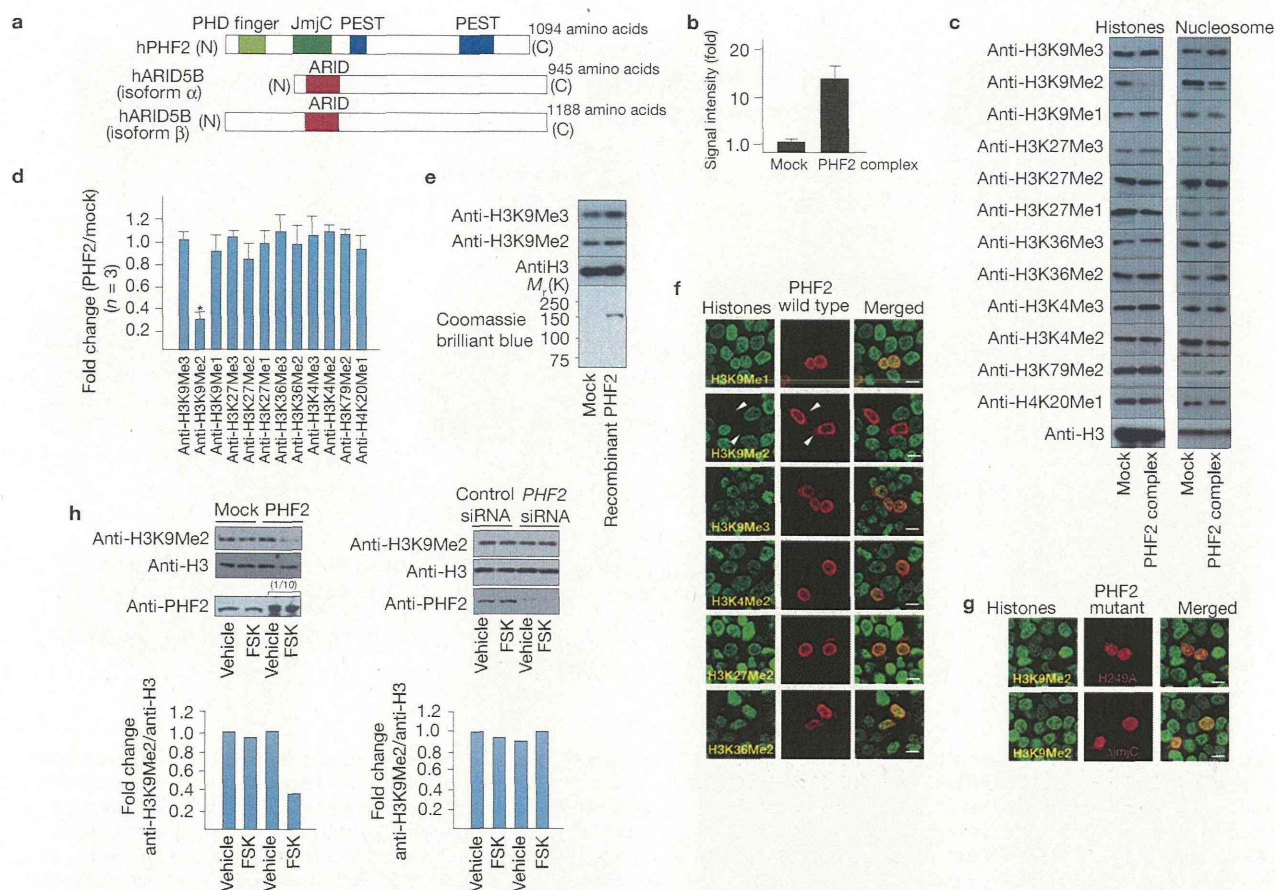 a
PHD finger JmjC PEST PEST
1094 amino acids
hPHF2 (N) (C)
ARID
945 amino acids
hARID5B (N) (C)
(isoform α)
ARID
1188 amino acids
hARID5B (N) (C)
(isoform β)
b
Signal intensity (fold)
20
10
1.0
Mock PHF2 complex
c
Histones Nucleosome
Anti-H3K9Me3
Anti-H3K9Me2
Anti-H3K9Me1
Anti-H3K27Me3
Anti-H3K27Me2
Anti-H3K27Me1
Anti-H3K36Me3
Anti-H3K36Me2
Anti-H3K4Me3
Anti-H3K4Me2
Anti-H3K79Me2
Anti-H4K20Me1
Anti-H3
Mock
PHF2 complex
Mock
PHF2 complex
d
Fold change (PHF2/mock)
(n = 3)
1.2
1.0
0.8
0.6
0.4
0.2
*
Anti-H3K9Me3
Anti-H3K9Me2
Anti-H3K9Me1
Anti-H3K27Me3
Anti-H3K27Me2
Anti-H3K27Me1
Anti-H3K36Me3
Anti-H3K36Me2
Anti-H3K4Me3
Anti-H3K4Me2
Anti-H3K79Me2
Anti-H4K20Me1
e
Anti-H3K9Me3
Anti-H3K9Me2
AntiH3
Mr(K)
250
150
100
75
Coomassie
brilliant blue
Mock
Recombinant PHF2
f
PHF2
Histones wild type Merged
H3K9Me1
H3K9Me2
H3K9Me3
H3K4Me2
H3K27Me2
H3K36Me2
g
PHF2
Histones mutant Merged
H3K9Me2 H249A
H3K9Me2 ΔjmjC
h
Mock PHF2
Anti-H3K9Me2
Anti-H3
(1/10)
Anti-PHF2
Vehicle
FSK
Vehicle
FSK
Control PHF2
siRNA siRNA
Anti-H3K9Me2
Anti-H3
Anti-PHF2
Vehicle
FSK
Vehicle
FSK
Fold change
anti-H3K9Me2/anti-H3
1.2
1.0
0.8
0.6
0.4
0.2
Vehicle
FSK
Vehicle
FSK
Fold change
anti-H3K9Me2/anti-H3
1.2
1.0
0.8
0.6
0.4
0.2
Vehicle
FSK
Vehicle
FSK